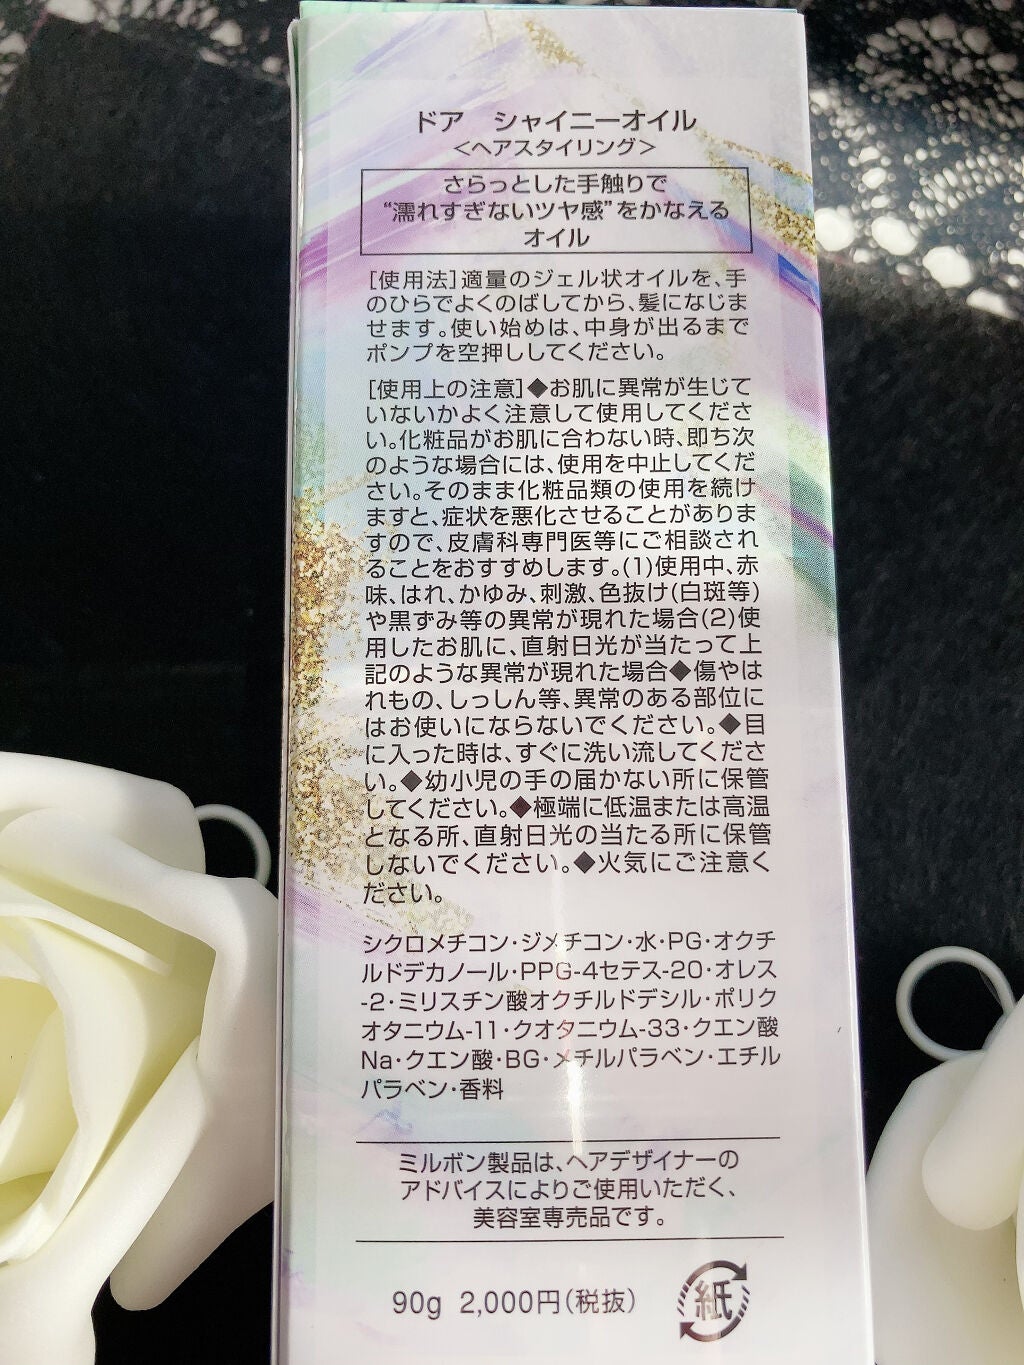 ドア　シャイニーオイル
＜ヘアスタイリング＞
さらっとした手触りで
“濡れすぎないツヤ感”をかなえる
オイル
[使用法]適量のジェル状オイルを、手
のひらでよくのばしてから、髪になじま
せます。使い始めは、中身が出るまで
ポンプを空押ししてください。
[使用上の注意]◆お肌に異常が生じて
いないかよく注意して使用してくださ
い。化粧品がお肌に合わない時、即ち次
のような場合には、使用を中止してくだ
さい。そのまま化粧品類の使用を続け
ますと、症状を悪化させることがありま
すので、皮膚科専門医等にご相談され
ることをおすすめします。(1)使用中、赤
味、はれ、かゆみ、刺激、色抜け(白斑等)
や黒ずみ等の異常が現れた場合(2)使
用したお肌に、直射日光が当たって上
記のような異常が現れた場合◆傷やは
れもの、しっしん等、異常のある部位に
はお使いにならないでください。◆目
に入った時は、すぐに洗い流してくださ
い。◆幼小児の手の届かない所に保管
してください。◆極端に低温または高温
となる所、直射日光の当たる所に保管
しないでください。◆火気にご注意く
ださい。
シクロメチコン・ジメチコン・水・PG・オクチ
ルドデカノール・PPG-4セテス-20・オレス
-2・ミリスチン酸オクチルドデシル・ポリク
オタニウム-11・クオタニウム-33・クエン酸
Na・クエン酸・BG・メチルパラベン・エチル
パラベン・香料
ミルボン製品は、ヘアデザイナーの
アドバイスによりご使用いただく、
美容室専売品です。
90g 2,000円(税抜)
紙